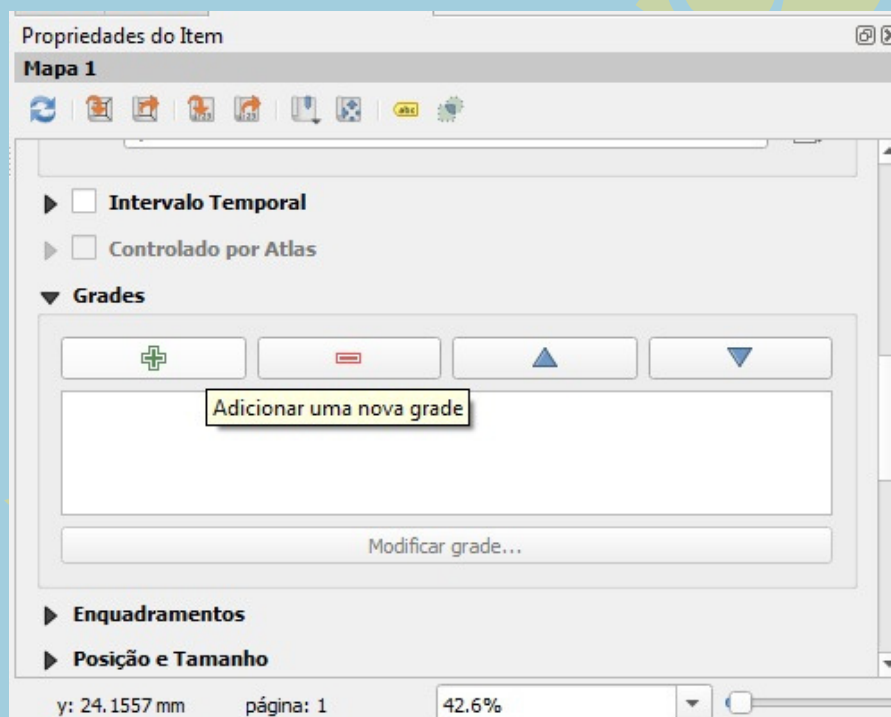 Propriedades do Item
Mapa 1
abc
Intervalo Temporal
Controlado por Atlas
Grades
Adicionar uma nova grade
Modificar grade...
Enquadramentos
Posição e Tamanho
y: 24.1557 mm página: 1 42.6%